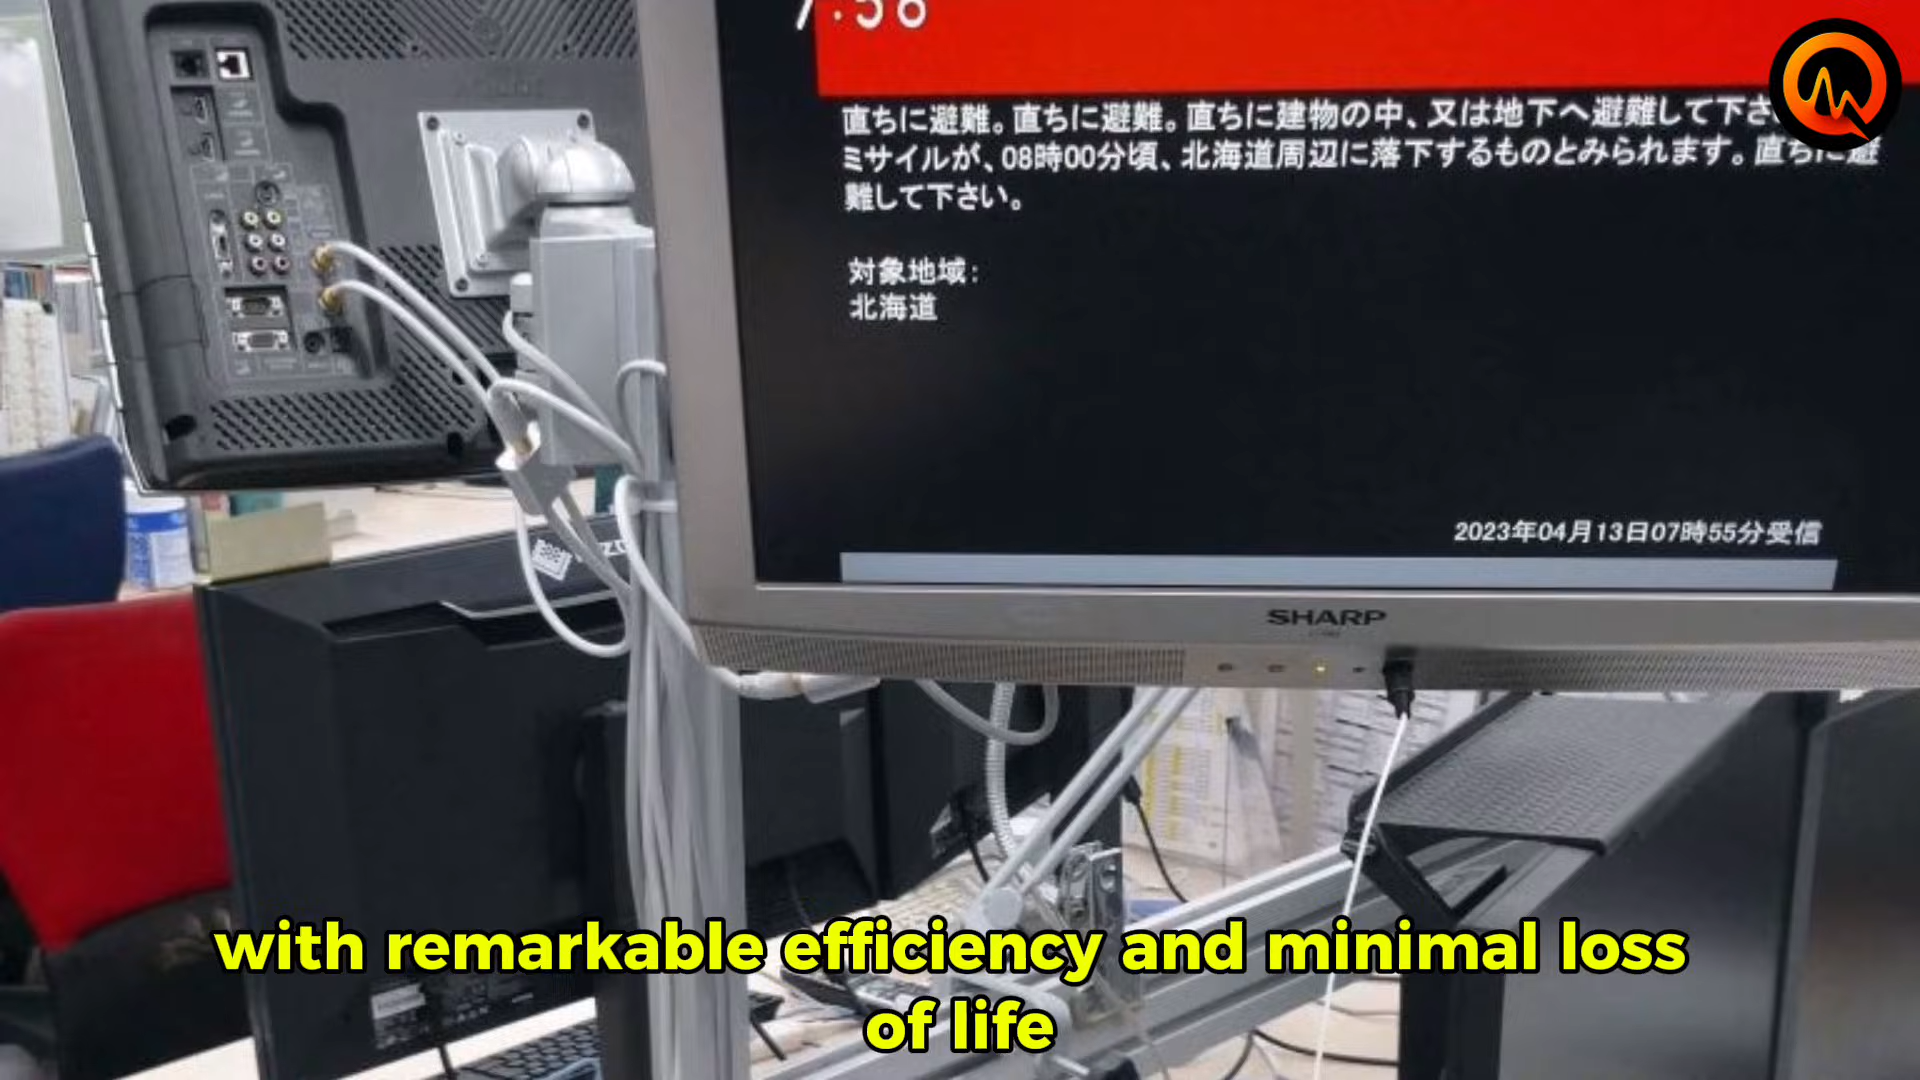 7:56
直ちに避難。直ちに避難。直ちに建物の中、又は地下へ避難して下さ
ミサイルが、08時00分頃、北海道周辺に落下するものとみられます。直ちに避
難して下さい。
対象地域:
北海道
2023年04月13日07時55分受信
SHARP
with remarkable efficiency and minimal loss
of life